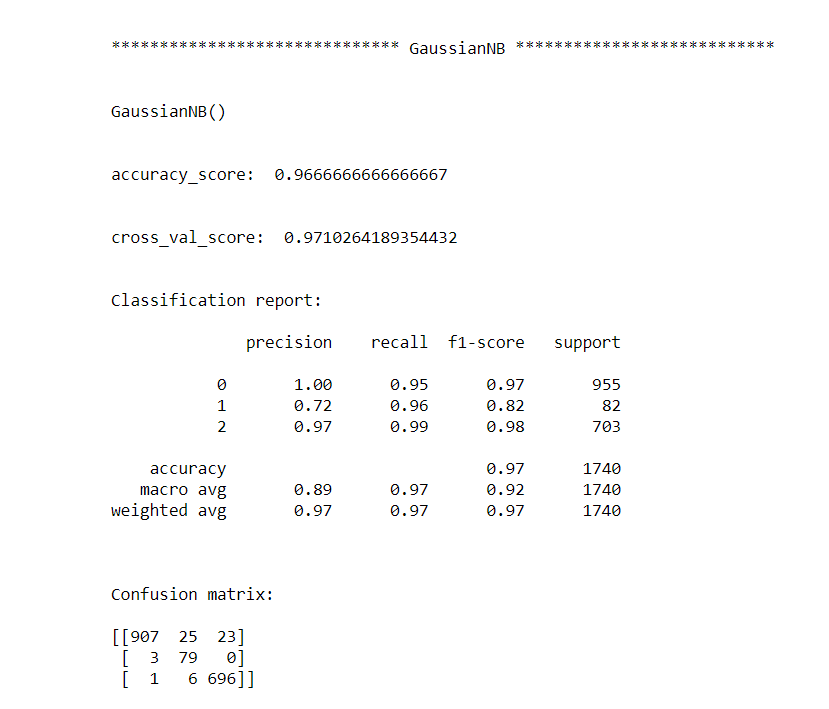 ****************************** GaussianNB ***************************
GaussianNB()
accuracy_score:  0.9666666666666667
cross_val_score:  0.9710264189354432
Classification report:
              precision    recall  f1-score   support
           0       1.00      0.95      0.97       955
           1       0.72      0.96      0.82        82
           2       0.97      0.99      0.98       703
    accuracy                           0.97      1740
   macro avg       0.89      0.97      0.92      1740
weighted avg       0.97      0.97      0.97      1740
Confusion matrix:
[[907  25  23]
 [  3  79   0]
 [  1   6 696]]